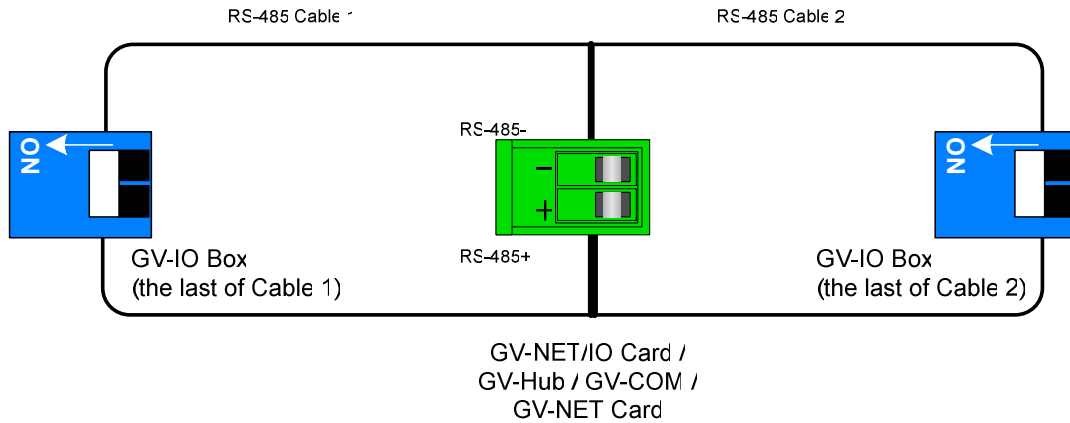 RS-485 Cable 1
RS-485 Cable 2
ON
RS-485-
−
+
RS-485+
ON
GV-IO Box
(the last of Cable 1)
GV-IO Box
(the last of Cable 2)
GV-NET/IO Card /
GV-Hub / GV-COM /
GV-NET Card